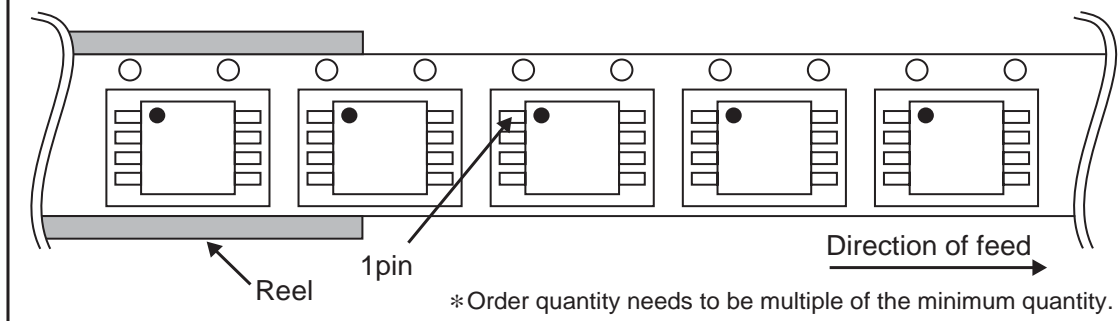 Direction of feed
1pin
Reel
*Order quantity needs to be multiple of the minimum quantity.